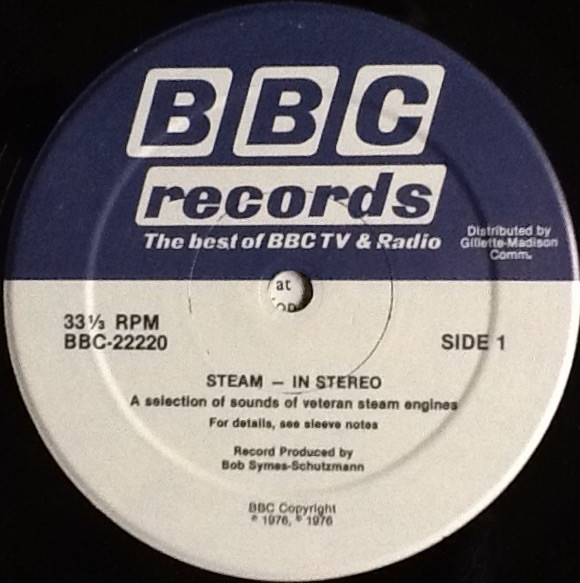 BBC
records
The best of BBC TV & Radio
Distributed by
Gillette-Madison
Comm.
at
33⅓ RPM
BBC-22220
SIDE 1
STEAM — IN STEREO
A selection of sounds of veteran steam engines
For details, see sleeve notes
Record Produced by
Bob Symes-Schutzmann
BBC Copyright
℗ 1976, © 1976